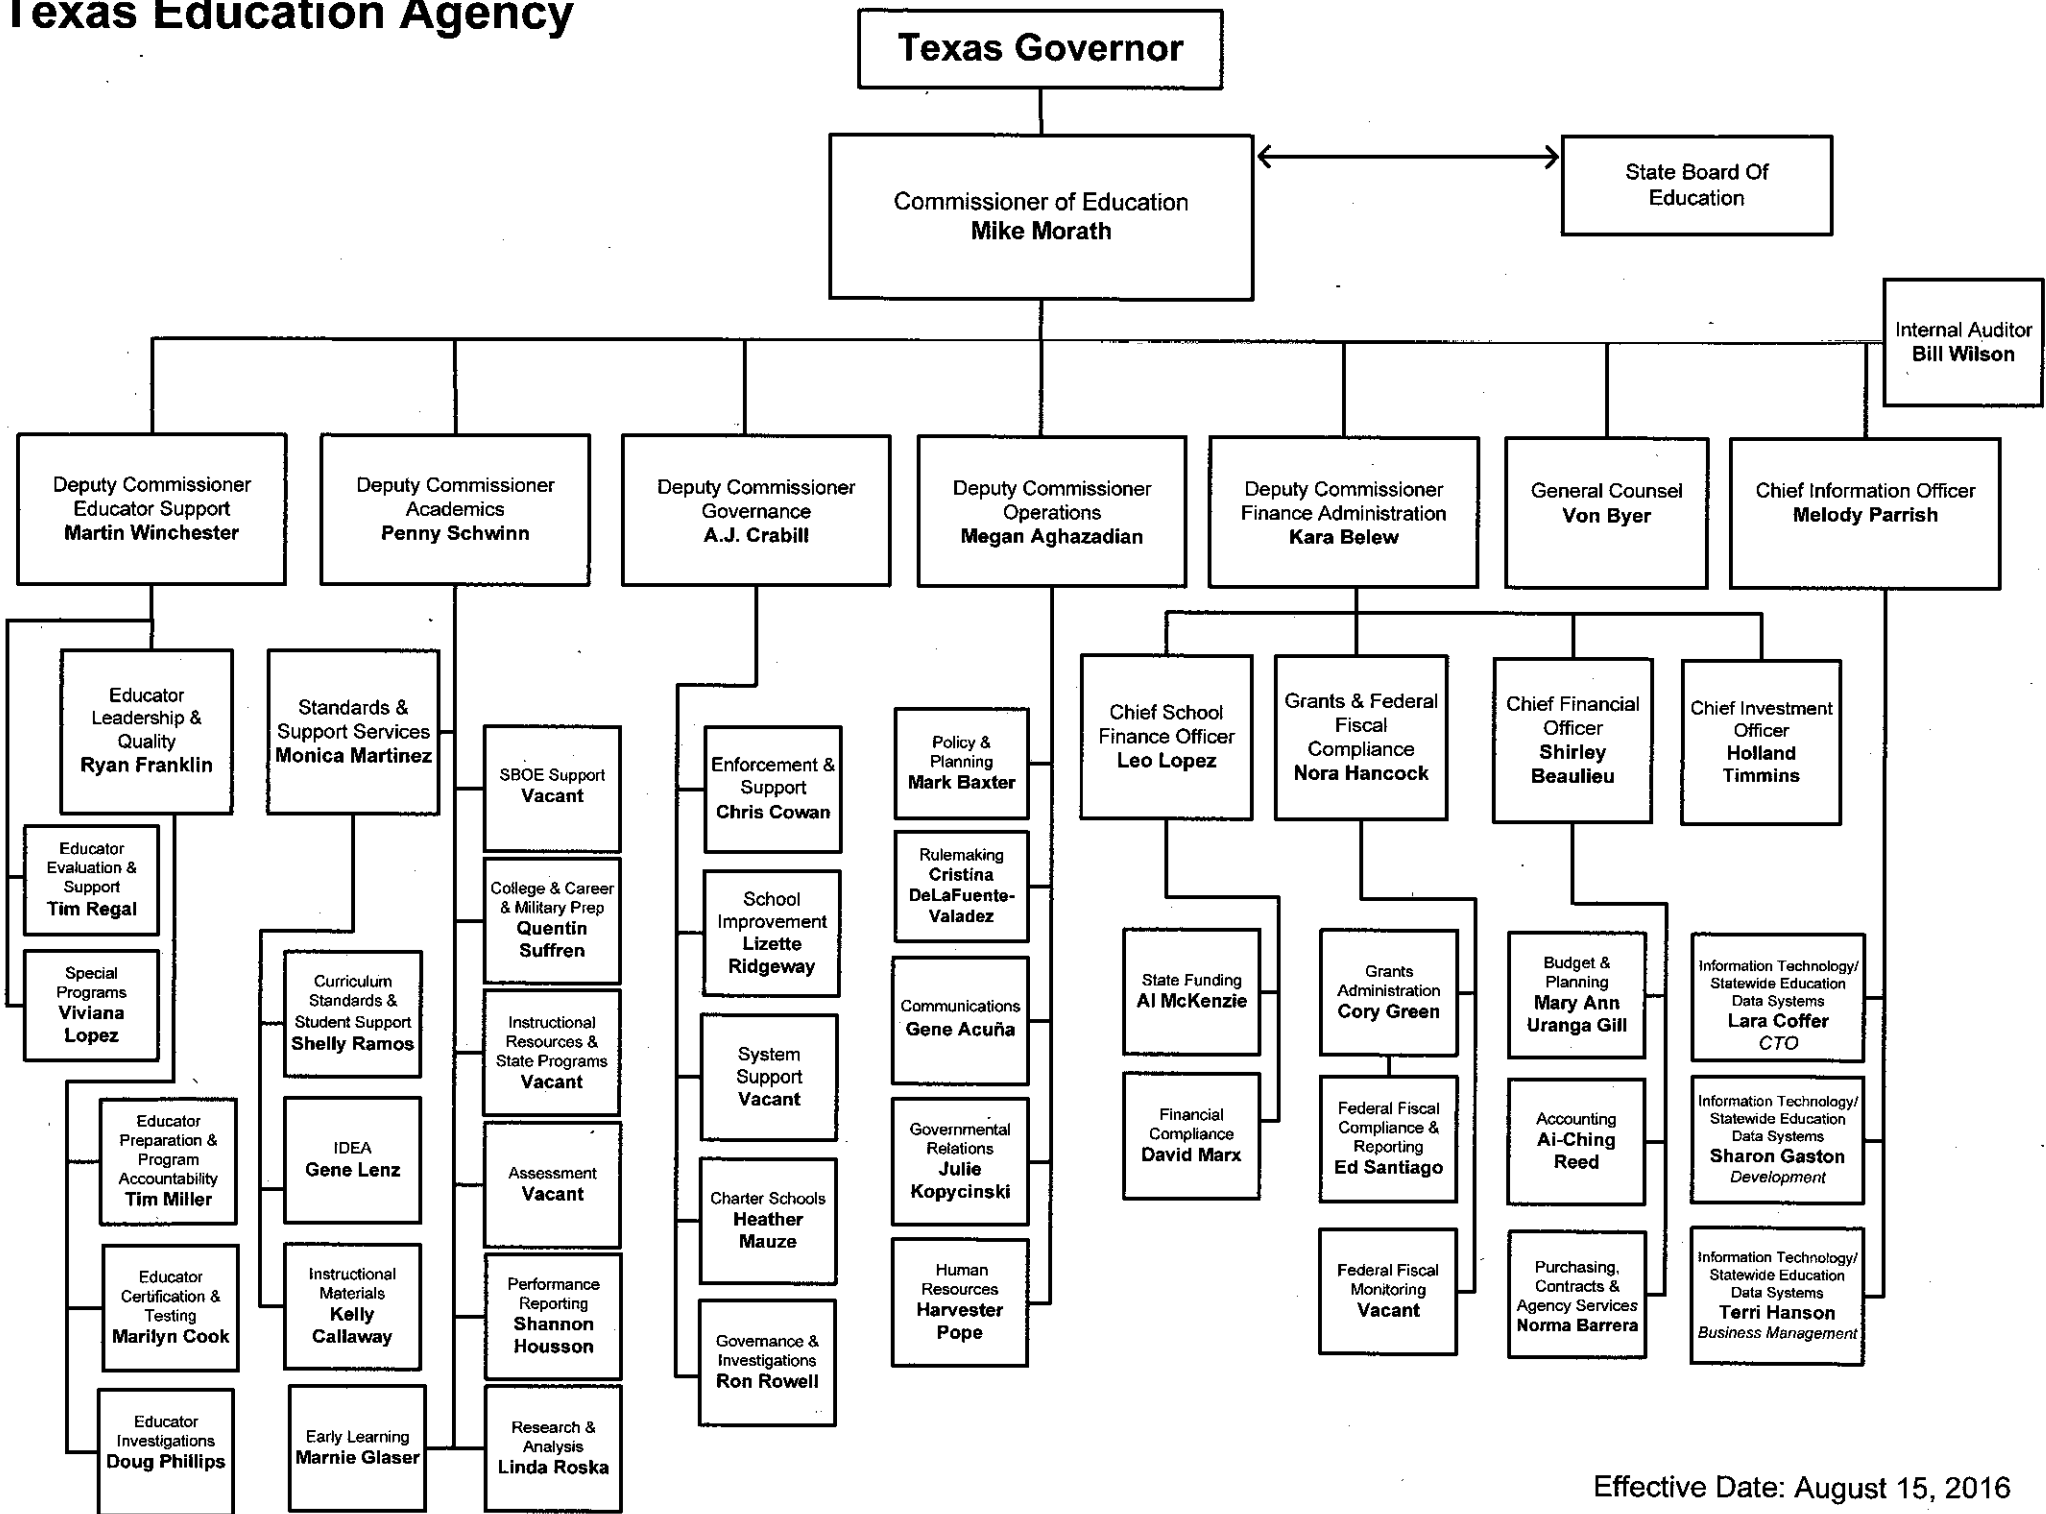 Texas Education Agency
Texas Governor
Commissioner of Education
Mike Morath
State Board Of
Education
Internal Auditor
Bill Wilson
Deputy Commissioner
Educator Support
Martin Winchester
Deputy Commissioner
Academics
Penny Schwinn
Deputy Commissioner
Governance
A.J. Crabill
Deputy Commissioner
Operations
Megan Aghazadian
Deputy Commissioner
Finance Administration
Kara Belew
General Counsel
Von Byer
Chief Information Officer
Melody Parrish
Educator
Leadership &
Quality
Ryan Franklin
Educator
Evaluation &
Support
Tim Regal
Special
Programs
Viviana
Lopez
Educator
Preparation &
Program
Accountability
Tim Miller
Educator
Certification &
Testing
Marilyn Cook
Educator
Investigations
Doug Phillips
Standards &
Support Services
Monica Martinez
Curriculum
Standards &
Student Support
Shelly Ramos
IDEA
Gene Lenz
Instructional
Materials
Kelly
Callaway
Early Learning
Marnie Glaser
SBOE Support
Vacant
College & Career
& Military Prep
Quentin
Suffren
Instructional
Resources &
State Programs
Vacant
Assessment
Vacant
Performance
Reporting
Shannon
Housson
Research &
Analysis
Linda Roska
Enforcement &
Support
Chris Cowan
School
Improvement
Lizette
Ridgeway
System
Support
Vacant
Charter Schools
Heather
Mauze
Governance &
Investigations
Ron Rowell
Policy &
Planning
Mark Baxter
Rulemaking
Cristina
DeLaFuente-
Valadez
Communications
Gene Acuña
Governmental
Relations
Julie
Kopycinski
Human
Resources
Harvester
Pope
Chief School
Finance Officer
Leo Lopez
State Funding
Al McKenzie
Financial
Compliance
David Marx
Grants & Federal
Fiscal
Compliance
Nora Hancock
Grants
Administration
Cory Green
Federal Fiscal
Compliance &
Reporting
Ed Santiago
Federal Fiscal
Monitoring
Vacant
Chief Financial
Officer
Shirley
Beaulieu
Budget &
Planning
Mary Ann
Uranga Gill
Accounting
Ai-Ching
Reed
Purchasing,
Contracts &
Agency Services
Norma Barrera
Chief Investment
Officer
Holland
Timmins
Information Technology/
Statewide Education
Data Systems
Lara Coffer
CTO
Information Technology/
Statewide Education
Data Systems
Sharon Gaston
Development
Information Technology/
Statewide Education
Data Systems
Terri Hanson
Business Management
Effective Date: August 15, 2016